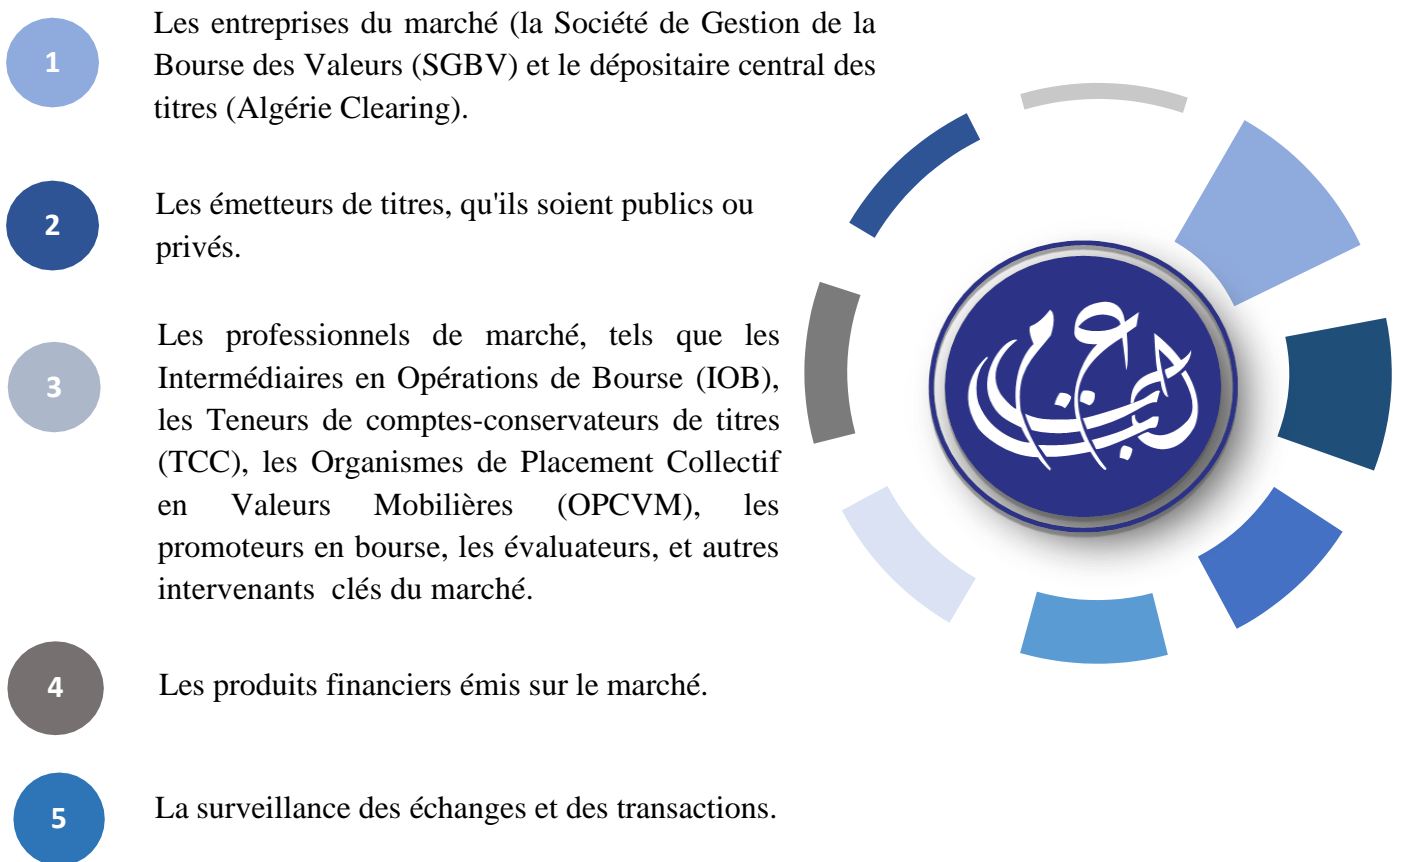 1
Les entreprises du marché (la Société de Gestion de la
Bourse des Valeurs (SGBV) et le dépositaire central des
titres (Algérie Clearing).
2
Les émetteurs de titres, qu'ils soient publics ou
privés.
3
Les professionnels de marché, tels que les
Intermédiaires en Opérations de Bourse (IOB),
les Teneurs de comptes-conservateurs de titres
(TCC), les Organismes de Placement Collectif
en Valeurs Mobilières (OPCVM), les
promoteurs en bourse, les évaluateurs, et autres
intervenants clés du marché.
4
Les produits financiers émis sur le marché.
5
La surveillance des échanges et des transactions.